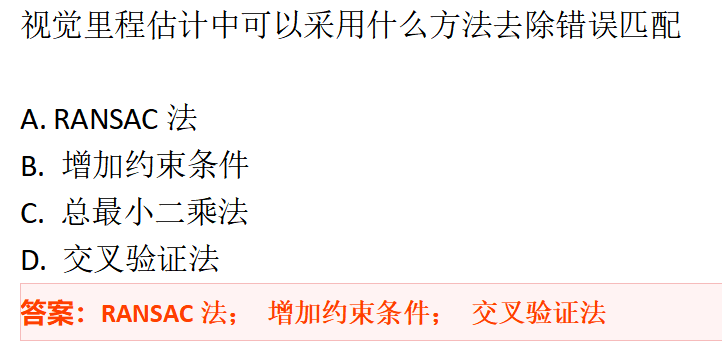 视觉里程估计中可以采用什么方法去除错误匹配
A. RANSAC 法
B. 增加约束条件
C. 总最小二乘法
D. 交叉验证法
答案：RANSAC 法； 增加约束条件； 交叉验证法